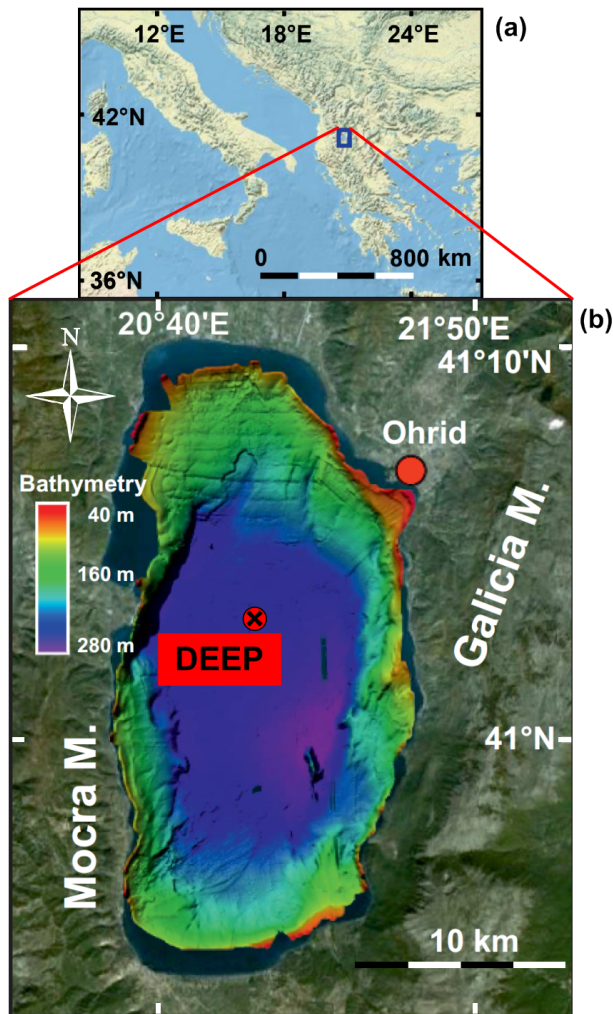 12°E 18°E 24°E (a)
42°N
0 800 km
36°N
(b)
20°40'E 21°50'E
41°10'N
N
Ohrid
Bathymetry
40 m
160 m
280 m
Galicia M.
DEEP
41°N
Mocra M.
10 km